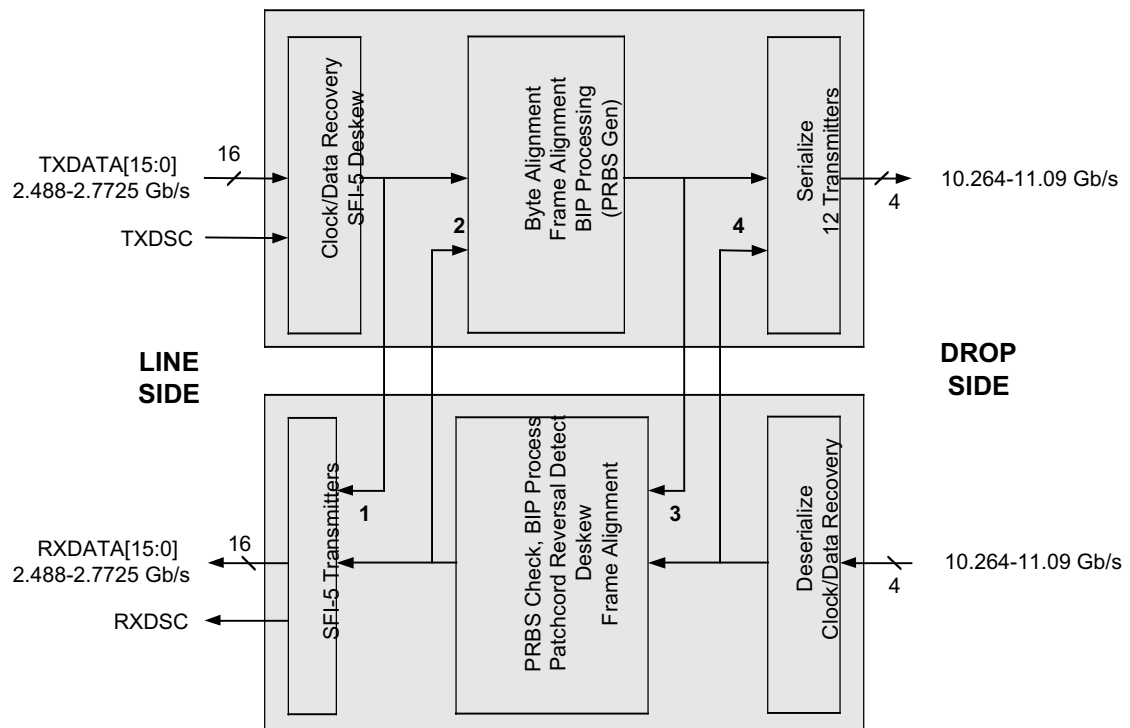 Clock/Data Recovery
SFI-5 Deskew
Byte Alignment
Frame Alignment
BIP Processing
(PRBS Gen)
Serialize
12 Transmitters
TXDATA[15:0]
2.488-2.7725 Gb/s
16
TXDSC
2
4
10.264-11.09 Gb/s
4
LINE
SIDE
DROP
SIDE
SFI-5 Transmitters
PRBS Check, BIP Process
Patchcord Reversal Detect
Deskew
Frame Alignment
Deserialize
Clock/Data Recovery
1
3
RXDATA[15:0]
2.488-2.7725 Gb/s
16
RXDSC
10.264-11.09 Gb/s
4